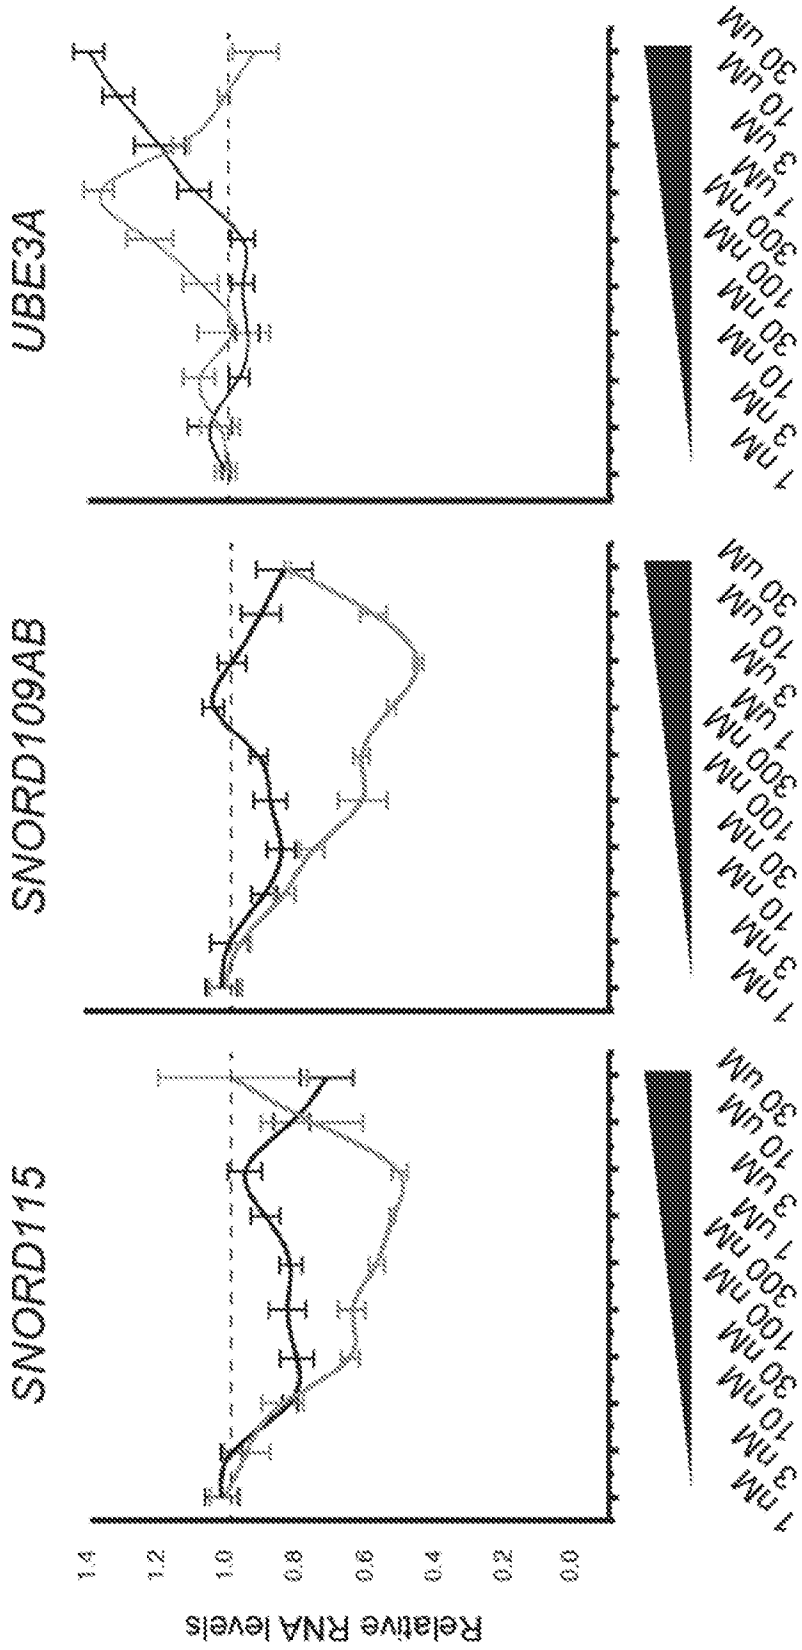 SNORD115
SNORD109AB
UBE3A
Relative RNA levels
1.4
1.2
1.0
0.8
0.6
0.4
0.2
0.0
1 nM
3 nM
10 nM
30 nM
100 nM
300 nM
1 uM
3 uM
10 uM
30 uM
1 nM
3 nM
10 nM
30 nM
100 nM
300 nM
1 uM
3 uM
10 uM
30 uM
1 nM
3 nM
10 nM
30 nM
100 nM
300 nM
1 uM
3 uM
10 uM
30 uM